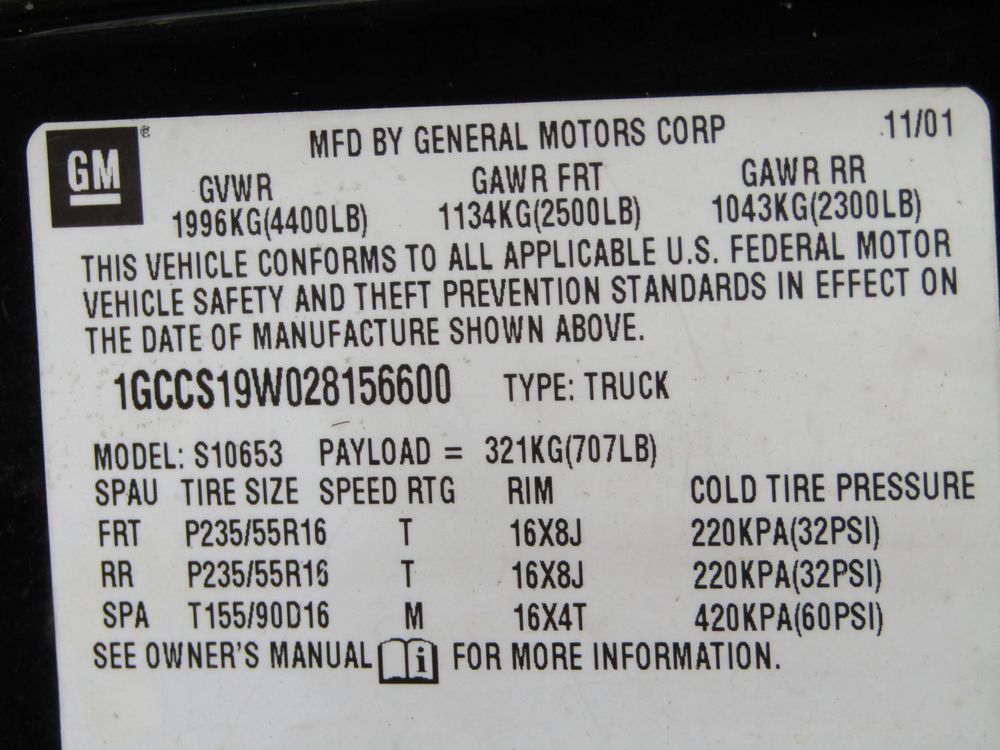 GM ® MFD BY GENERAL MOTORS CORP 11/01
GVWR GAWR FRT GAWR RR
1996KG(4400LB) 1134KG(2500LB) 1043KG(2300LB)
THIS VEHICLE CONFORMS TO ALL APPLICABLE U.S. FEDERAL MOTOR
VEHICLE SAFETY AND THEFT PREVENTION STANDARDS IN EFFECT ON
THE DATE OF MANUFACTURE SHOWN ABOVE.
1GCCS19W028156600 TYPE: TRUCK
MODEL: S10653 PAYLOAD = 321KG(707LB)
SPAU TIRE SIZE SPEED RTG RIM COLD TIRE PRESSURE
FRT P235/55R16 T 16X8J 220KPA(32PSI)
RR P235/55R16 T 16X8J 220KPA(32PSI)
SPA T155/90D16 M 16X4T 420KPA(60PSI)
SEE OWNER'S MANUAL i FOR MORE INFORMATION.